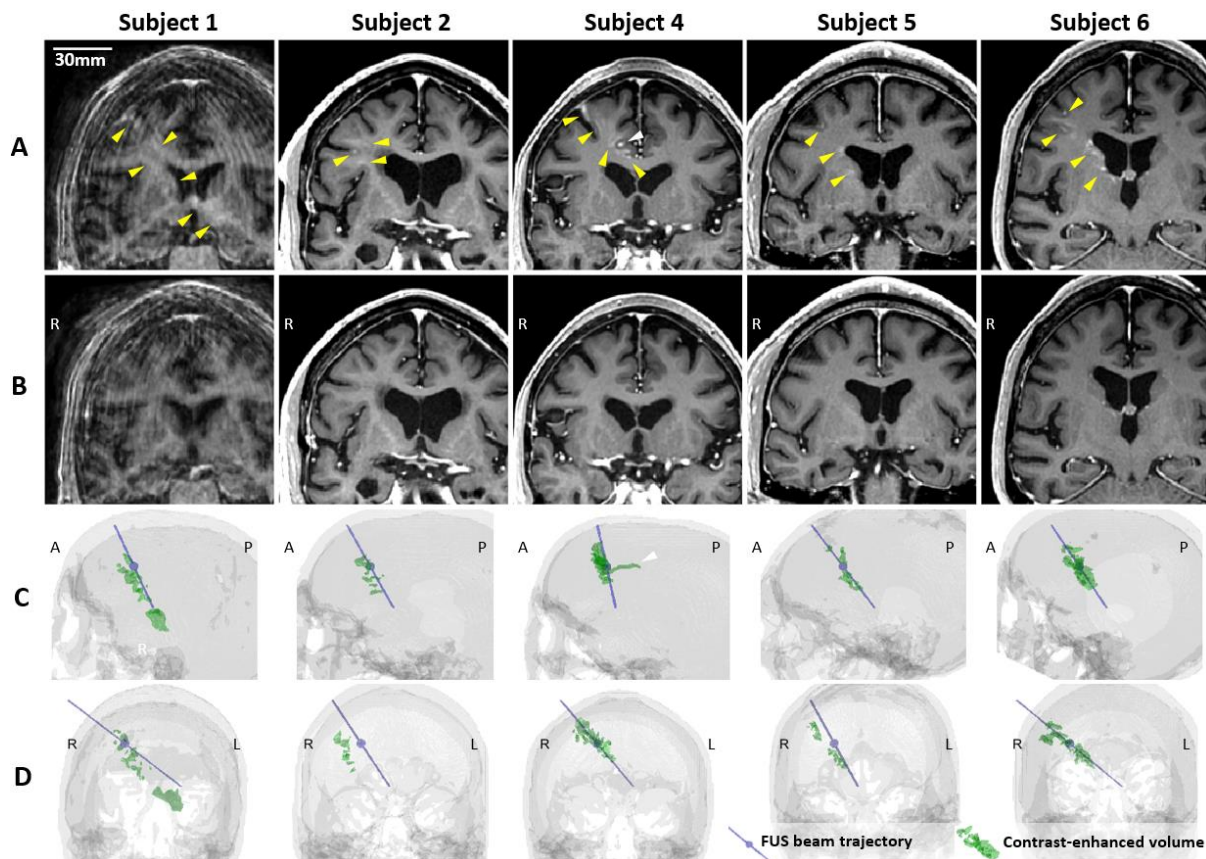 Subject 1 Subject 2 Subject 4 Subject 5 Subject 6
30mm
A
R R R R
B
A P A P A P A P A P
C
R
R L R L R L R L R L
D
FUS beam trajectory Contrast-enhanced volume